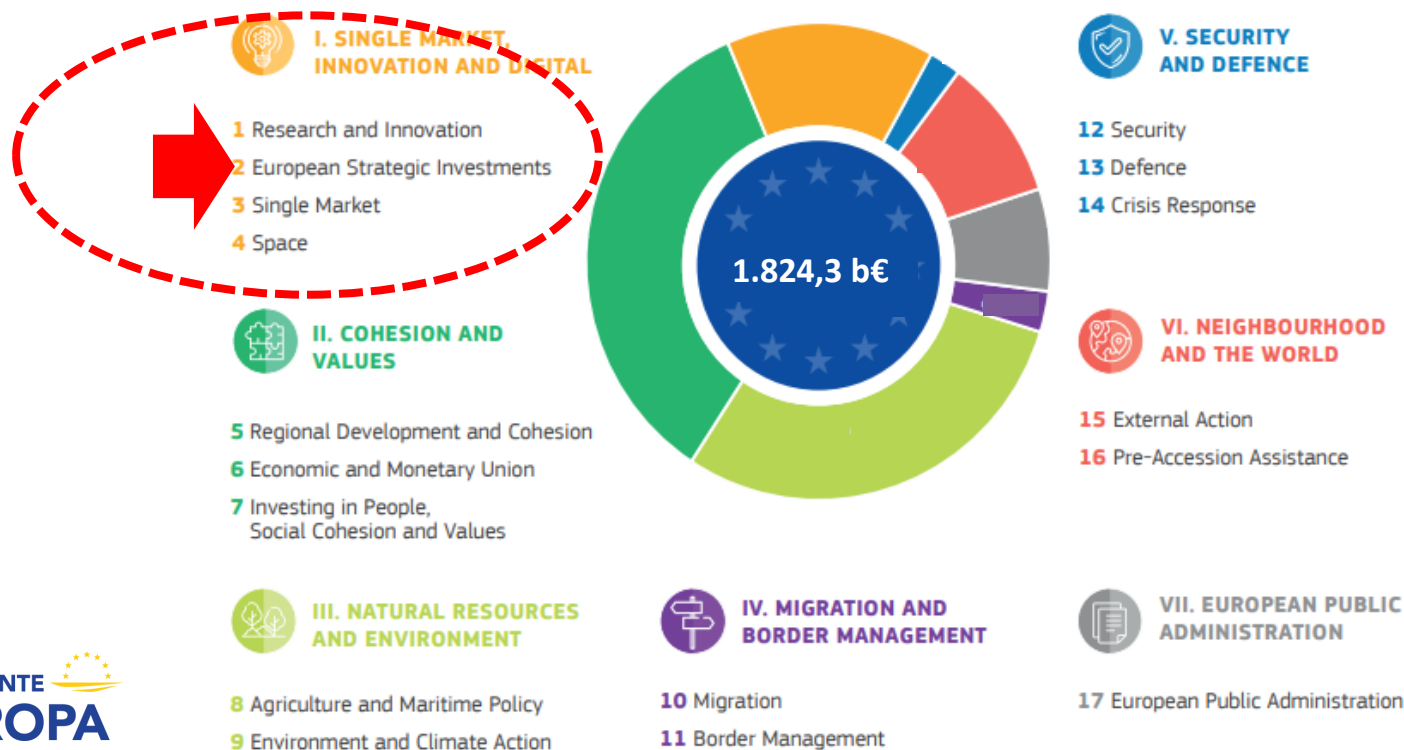 I. SINGLE MARKET,
INNOVATION AND DIGITAL
1 Research and Innovation
2 European Strategic Investments
3 Single Market
4 Space
II. COHESION AND
VALUES
5 Regional Development and Cohesion
6 Economic and Monetary Union
7 Investing in People,
Social Cohesion and Values
III. NATURAL RESOURCES
AND ENVIRONMENT
8 Agriculture and Maritime Policy
9 Environment and Climate Action
1.824,3 b€
IV. MIGRATION AND
BORDER MANAGEMENT
10 Migration
11 Border Management
V. SECURITY
AND DEFENCE
12 Security
13 Defence
14 Crisis Response
VI. NEIGHBOURHOOD
AND THE WORLD
15 External Action
16 Pre-Accession Assistance
VII. EUROPEAN PUBLIC
ADMINISTRATION
17 European Public Administration
NTE
ROPA